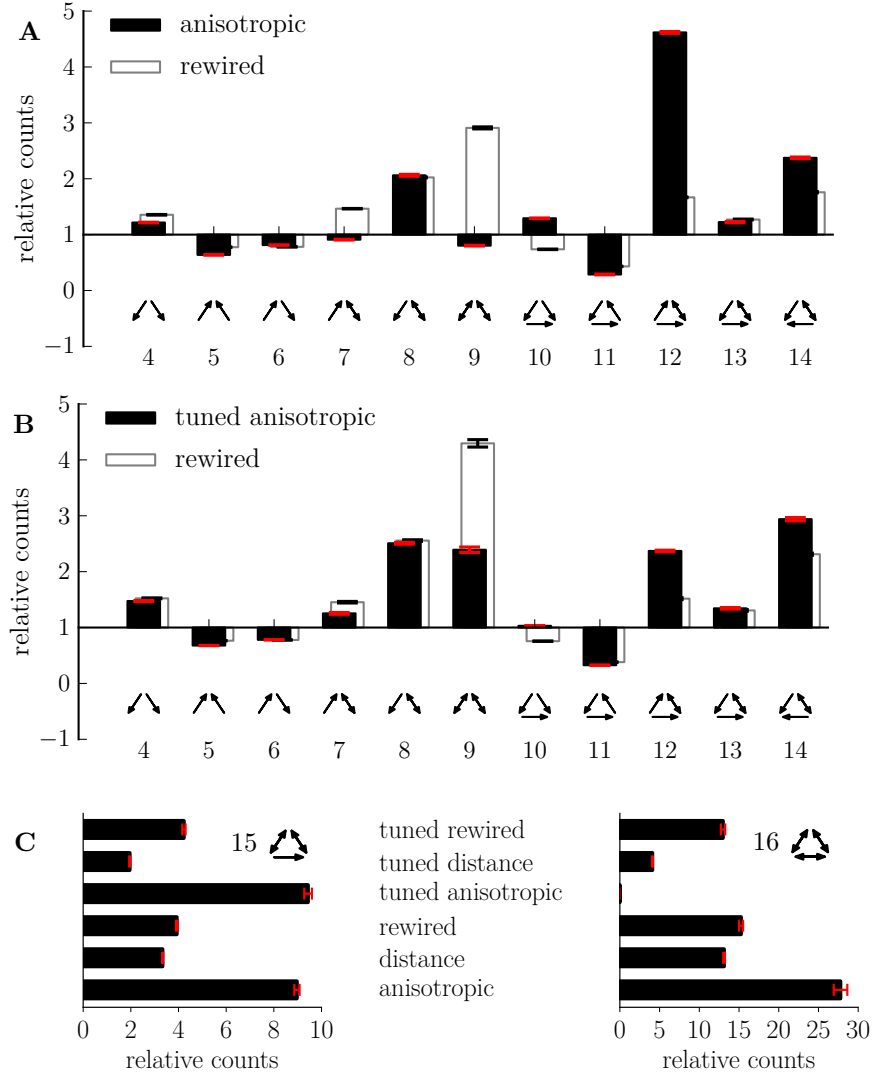 A
anisotropic
rewired
relative counts
5
4
3
2
1
0
−1
4 5 6 7 8 9 10 11 12 13 14
B
tuned anisotropic
rewired
relative counts
5
4
3
2
1
0
−1
4 5 6 7 8 9 10 11 12 13 14
C
15
16
tuned rewired
tuned distance
tuned anisotropic
rewired
distance
anisotropic
0 2 4 6 8 10
relative counts
0 5 10 15 20 25 30
relative counts